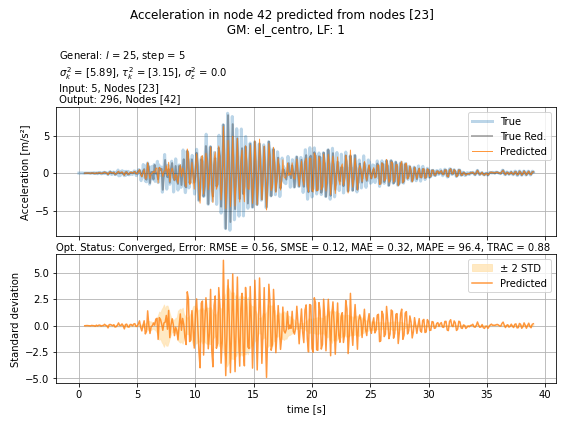 Acceleration in node 42 predicted from nodes [23]
GM: el_centro, LF: 1
General: l = 25, step = 5
σ²ₖ = [5.89], τ²ₖ = [3.15], σ²ε = 0.0
Input: 5, Nodes [23]
Output: 296, Nodes [42]
Acceleration [m/s²]
5
0
−5
True
True Red.
Predicted
Opt. Status: Converged, Error: RMSE = 0.56, SMSE = 0.12, MAE = 0.32, MAPE = 96.4, TRAC = 0.88
Standard deviation
5.0
2.5
0.0
−2.5
−5.0
± 2 STD
Predicted
0 5 10 15 20 25 30 35 40
time [s]